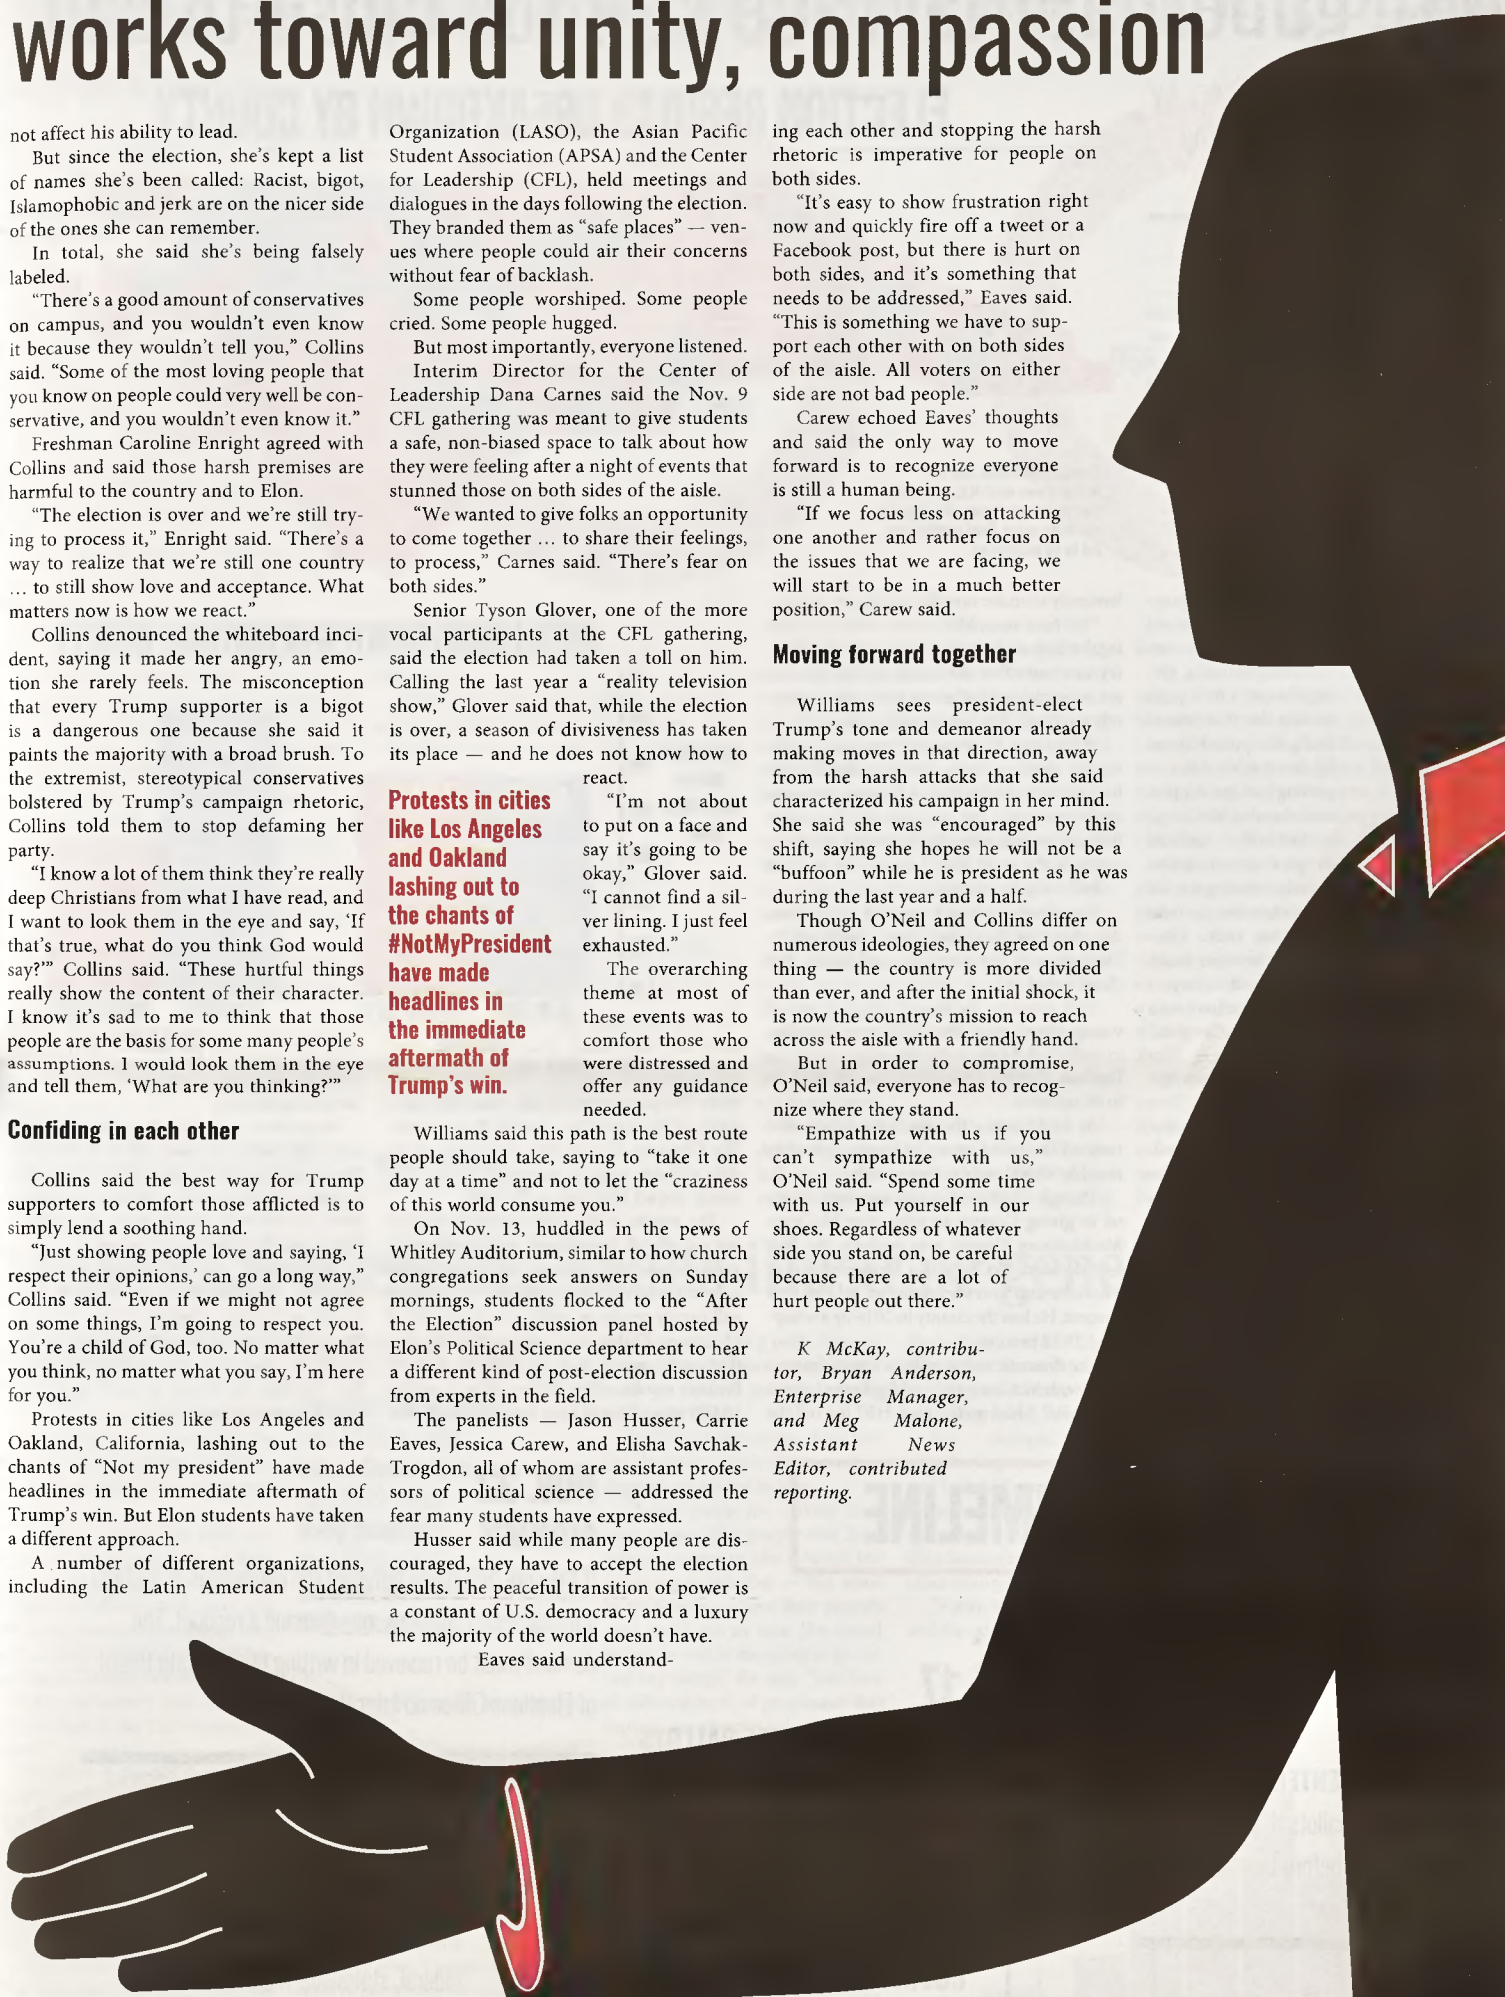 works toward unity, compassion
not affect his ability to lead.
But since the election, she's kept a list
of names she's been called: Racist, bigot,
Islamophobic and jerk are on the nicer side
of the ones she can remember.
In total, she said she's being falsely
labeled.
“There's a good amount of conservatives
on campus, and you wouldn't even know
it because they wouldn't tell you,” Collins
said. “Some of the most loving people that
you know on people could very well be con-
servative, and you wouldn't even know it.”
Freshman Caroline Enright agreed with
Collins and said those harsh premises are
harmful to the country and to Elon.
“The election is over and we're still try-
ing to process it,” Enright said. “There's a
way to realize that we're still one country
... to still show love and acceptance. What
matters now is how we react.”
Collins denounced the whiteboard inci-
dent, saying it made her angry, an emo-
tion she rarely feels. The misconception
that every Trump supporter is a bigot
is a dangerous one because she said it
paints the majority with a broad brush. To
the extremist, stereotypical conservatives
bolstered by Trump's campaign rhetoric,
Collins told them to stop defaming her
party.
“I know a lot of them think they're really
deep Christians from what I have read, and
I want to look them in the eye and say, ‘If
that's true, what do you think God would
say?’” Collins said. “These hurtful things
really show the content of their character.
I know it's sad to me to think that those
people are the basis for some many people's
assumptions. I would look them in the eye
and tell them, ‘What are you thinking?’”
Confiding in each other
Collins said the best way for Trump
supporters to comfort those afflicted is to
simply lend a soothing hand.
“Just showing people love and saying, ‘I
respect their opinions,’ can go a long way,”
Collins said. “Even if we might not agree
on some things, I'm going to respect you.
You're a child of God, too. No matter what
you think, no matter what you say, I'm here
for you.”
Protests in cities like Los Angeles and
Oakland, California, lashing out to the
chants of “Not my president” have made
headlines in the immediate aftermath of
Trump's win. But Elon students have taken
a different approach.
A number of different organizations,
including the Latin American Student
Organization (LASO), the Asian Pacific
Student Association (APSA) and the Center
for Leadership (CFL), held meetings and
dialogues in the days following the election.
They branded them as “safe places” — ven-
ues where people could air their concerns
without fear of backlash.
Some people worshiped. Some people
cried. Some people hugged.
But most importantly, everyone listened.
Interim Director for the Center of
Leadership Dana Carnes said the Nov. 9
CFL gathering was meant to give students
a safe, non-biased space to talk about how
they were feeling after a night of events that
stunned those on both sides of the aisle.
“We wanted to give folks an opportunity
to come together ... to share their feelings,
to process,” Carnes said. “There's fear on
both sides.”
Senior Tyson Glover, one of the more
vocal participants at the CFL gathering,
said the election had taken a toll on him.
Calling the last year a “reality television
show,” Glover said that, while the election
is over, a season of divisiveness has taken
its place — and he does not know how to
react.
“I'm not about
to put on a face and
say it's going to be
okay,” Glover said.
“I cannot find a sil-
ver lining. I just feel
exhausted.”
The overarching
theme at most of
these events was to
comfort those who
were distressed and
offer any guidance
needed.
Protests in cities
like Los Angeles
and Oakland
lashing out to
the chants of
#NotMyPresident
have made
headlines in
the immediate
aftermath of
Trump's win.
Williams said this path is the best route
people should take, saying to “take it one
day at a time” and not to let the “craziness
of this world consume you.”
On Nov. 13, huddled in the pews of
Whitley Auditorium, similar to how church
congregations seek answers on Sunday
mornings, students flocked to the “After
the Election” discussion panel hosted by
Elon's Political Science department to hear
a different kind of post-election discussion
from experts in the field.
The panelists — Jason Husser, Carrie
Eaves, Jessica Carew, and Elisha Savchak-
Trogdon, all of whom are assistant profes-
sors of political science — addressed the
fear many students have expressed.
Husser said while many people are dis-
couraged, they have to accept the election
results. The peaceful transition of power is
a constant of U.S. democracy and a luxury
the majority of the world doesn't have.
Eaves said understand-
ing each other and stopping the harsh
rhetoric is imperative for people on
both sides.
“It's easy to show frustration right
now and quickly fire off a tweet or a
Facebook post, but there is hurt on
both sides, and it's something that
needs to be addressed,” Eaves said.
“This is something we have to sup-
port each other with on both sides
of the aisle. All voters on either
side are not bad people.”
Carew echoed Eaves' thoughts
and said the only way to move
forward is to recognize everyone
is still a human being.
“If we focus less on attacking
one another and rather focus on
the issues that we are facing, we
will start to be in a much better
position,” Carew said.
Moving forward together
Williams sees president-elect
Trump's tone and demeanor already
making moves in that direction, away
from the harsh attacks that she said
characterized his campaign in her mind.
She said she was “encouraged” by this
shift, saying she hopes he will not be a
“buffoon” while he is president as he was
during the last year and a half.
Though O'Neil and Collins differ on
numerous ideologies, they agreed on one
thing — the country is more divided
than ever, and after the initial shock, it
is now the country's mission to reach
across the aisle with a friendly hand.
But in order to compromise,
O'Neil said, everyone has to recog-
nize where they stand.
“Empathize with us if you
can't sympathize with us,”
O'Neil said. “Spend some time
with us. Put yourself in our
shoes. Regardless of whatever
side you stand on, be careful
because there are a lot of
hurt people out there.”
K McKay, contribu-
tor, Bryan Anderson,
Enterprise Manager,
and Meg Malone,
Assistant News
Editor, contributed
reporting.